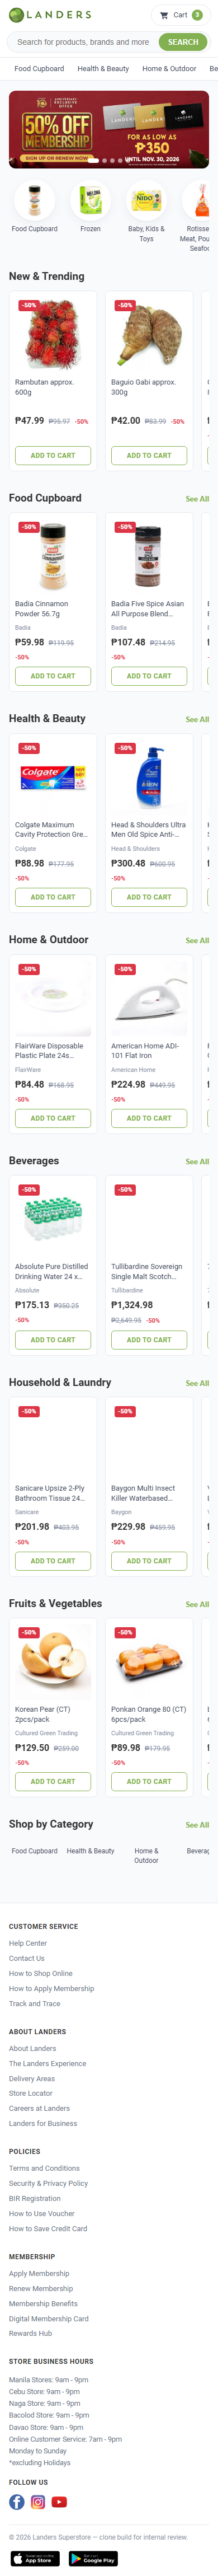 LANDERS
Cart 3
Search for products, brands and more
SEARCH
Food Cupboard Health & Beauty Home & Outdoor Be
50% OFF
MEMBERSHIP
FOR AS LOW AS
₱350
SIGN UP OR RENEW NOW
UNTIL NOV. 30, 2026
Food Cupboard
Frozen
Baby, Kids &
Toys
Rotisse
Meat, Pou
Seafo
New & Trending
-50%
Rambutan approx.
600g
₱47.99 ₱95.97 -50%
ADD TO CART
-50%
Baguio Gabi approx.
300g
₱42.00 ₱83.99 -50%
ADD TO CART
Food Cupboard
See All
-50%
Badia Cinnamon
Powder 56.7g
Badia
₱59.98 ₱119.95
-50%
ADD TO CART
-50%
Badia Five Spice Asian
All Purpose Blend...
Badia
₱107.48 ₱214.95
-50%
ADD TO CART
Health & Beauty
See All
-50%
Colgate
Colgate Maximum
Cavity Protection Gre...
Colgate
₱88.98 ₱177.95
-50%
ADD TO CART
-50%
Head & Shoulders Ultra
Men Old Spice Anti-...
Head & Shoulders
₱300.48 ₱600.95
-50%
ADD TO CART
Home & Outdoor
See All
-50%
FlairWare Disposable
Plastic Plate 24s...
FlairWare
₱84.48 ₱168.95
-50%
ADD TO CART
-50%
American Home ADI-
101 Flat Iron
American Home
₱224.98 ₱449.95
-50%
ADD TO CART
Beverages
See All
-50%
Absolute Pure Distilled
Drinking Water 24 x...
Absolute
₱175.13 ₱350.25
-50%
ADD TO CART
-50%
Tullibardine Sovereign
Single Malt Scotch...
Tullibardine
₱1,324.98
₱2,649.95 -50%
ADD TO CART
Household & Laundry
See All
-50%
Sanicare Upsize 2-Ply
Bathroom Tissue 24...
Sanicare
₱201.98 ₱403.95
-50%
ADD TO CART
-50%
Baygon Multi Insect
Killer Waterbased...
Baygon
₱229.98 ₱459.95
-50%
ADD TO CART
Fruits & Vegetables
See All
-50%
Korean Pear (CT)
2pcs/pack
Cultured Green Trading
₱129.50 ₱259.00
-50%
ADD TO CART
-50%
Ponkan Orange 80 (CT)
6pcs/pack
Cultured Green Trading
₱89.98 ₱179.95
-50%
ADD TO CART
Shop by Category
See All
Food Cupboard
Health & Beauty
Home &
Outdoor
Beverag
CUSTOMER SERVICE
Help Center
Contact Us
How to Shop Online
How to Apply Membership
Track and Trace
ABOUT LANDERS
About Landers
The Landers Experience
Delivery Areas
Store Locator
Careers at Landers
Landers for Business
POLICIES
Terms and Conditions
Security & Privacy Policy
BIR Registration
How to Use Voucher
How to Save Credit Card
MEMBERSHIP
Apply Membership
Renew Membership
Membership Benefits
Digital Membership Card
Rewards Hub
STORE BUSINESS HOURS
Manila Stores: 9am - 9pm
Cebu Store: 9am - 9pm
Naga Store: 9am - 9pm
Bacolod Store: 9am - 9pm
Davao Store: 9am - 9pm
Online Customer Service: 7am - 9pm
Monday to Sunday
*excluding Holidays
FOLLOW US
© 2026 Landers Superstore — clone build for internal review.
App Store
Google Play